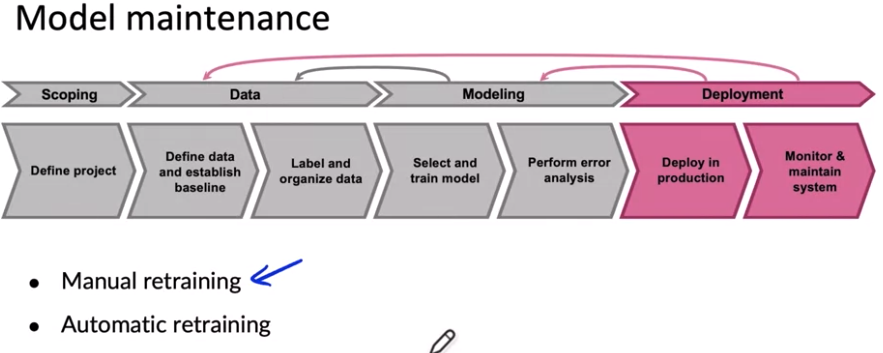 Model maintenance
Scoping
Data
Modeling
Deployment
Define project
Define data
and establish
baseline
Label and
organize data
Select and
train model
Perform error
analysis
Deploy in
production
Monitor &
maintain
system
• Manual retraining
• Automatic retraining